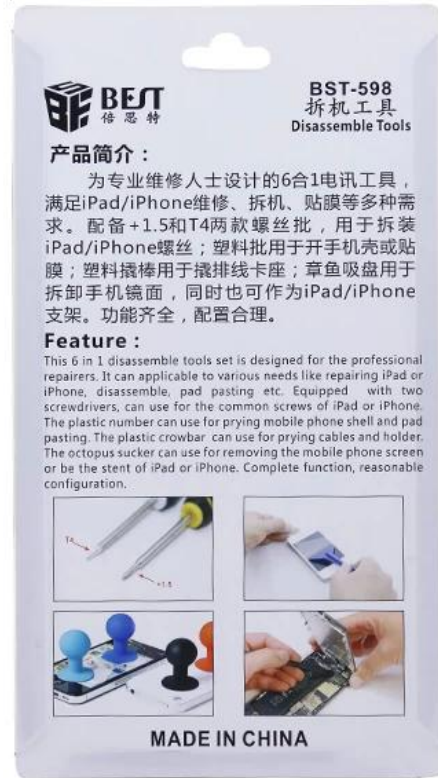 BEST
倍思特
BST-598
拆机工具
Disassemble Tools
产品简介：
为专业维修人士设计的6合1电讯工具，
满足iPad/iPhone维修、拆机、贴膜等多种需
求。配备+1.5和T4两款螺丝批，用于拆装
iPad/iPhone螺丝；塑料批用于开手机壳或贴
膜；塑料撬棒用于撬排线卡座；章鱼吸盘用于
拆卸手机镜面，同时也可作为iPad/iPhone
支架。功能齐全，配置合理。
Feature：
This 6 in 1 disassemble tools set is designed for the professional
repairers. It can applicable to various needs like repairing iPad or
iPhone, disassemble, pad pasting etc. Equipped with two
screwdrivers, can use for the common screws of iPad or iPhone.
The plastic number can use for prying mobile phone shell and pad
pasting. The plastic crowbar can use for prying cables and holder.
The octopus sucker can use for removing the mobile phone screen
or be the stent of iPad or iPhone. Complete function, reasonable
configuration.
T4
+1.5
MADE IN CHINA